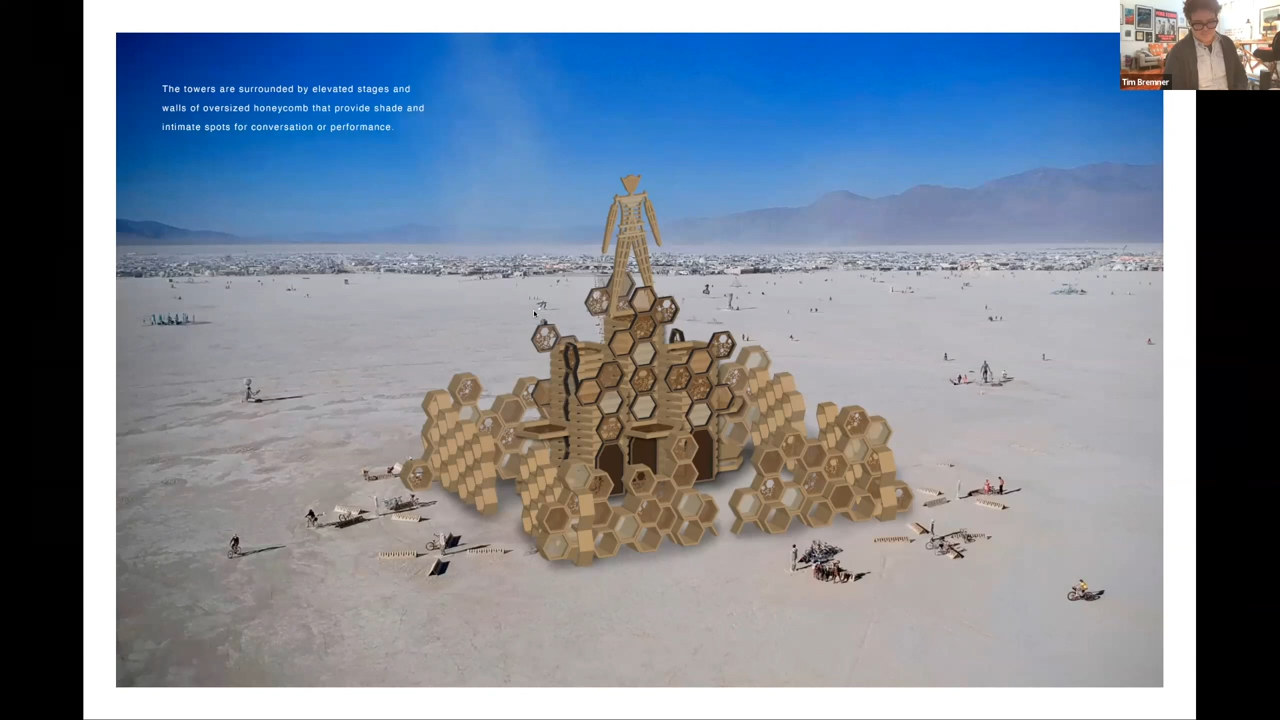 The towers are surrounded by elevated stages and
walls of oversized honeycomb that provide shade and
intimate spots for conversation or performance.
Tim Bremner